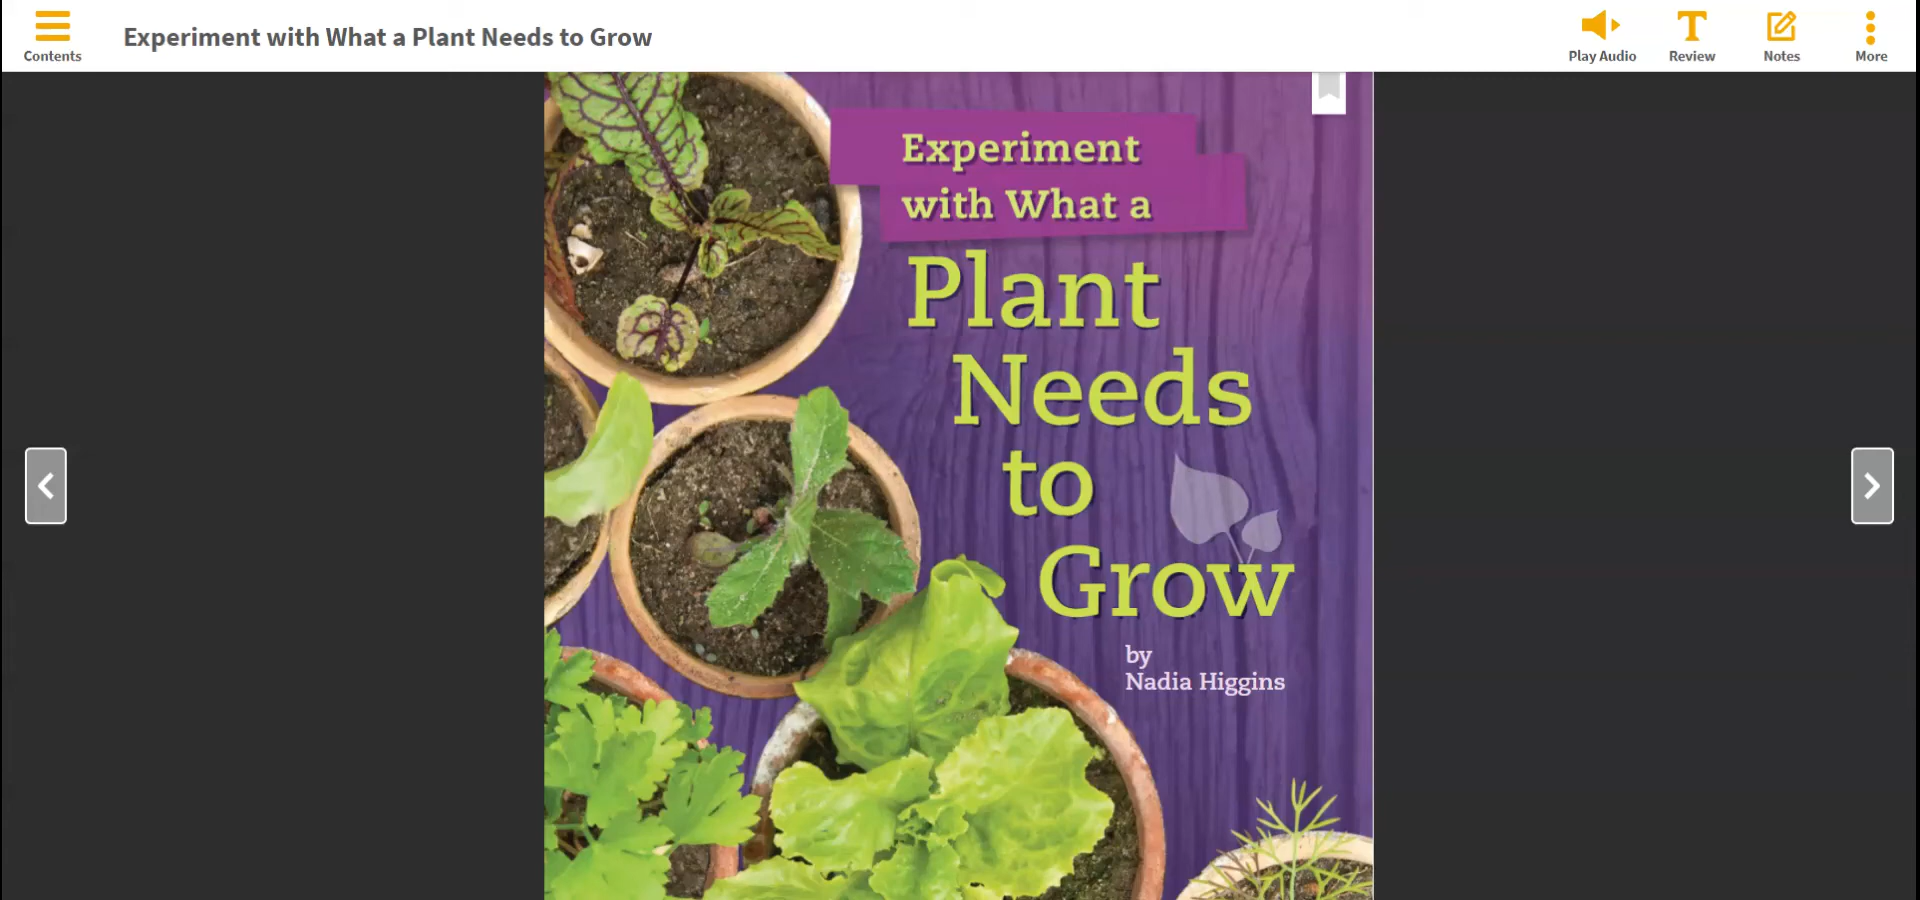 Contents
Experiment with What a Plant Needs to Grow
Play Audio
Review
Notes
More
Experiment
with What a
Plant
Needs
to
Grow
by
Nadia Higgins